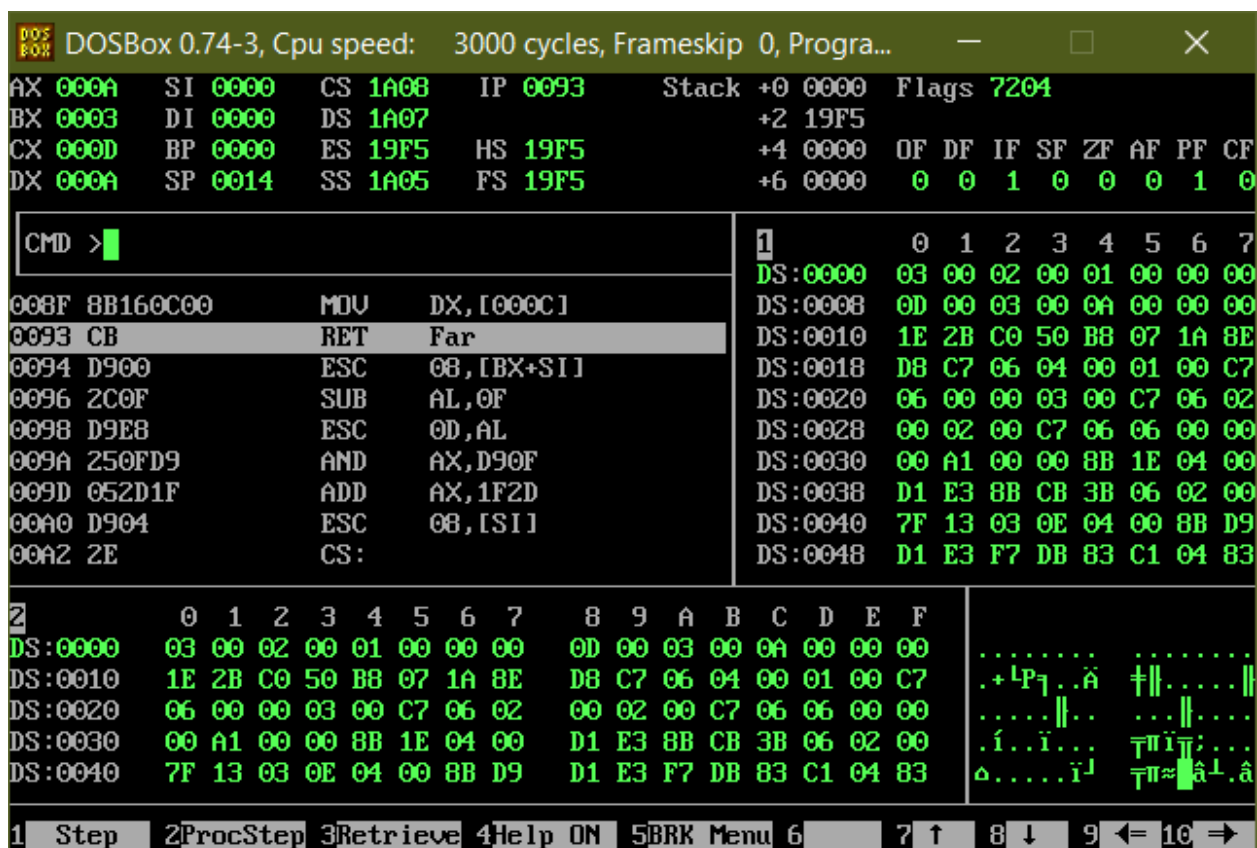 DOS BOX DOSBox 0.74-3, Cpu speed: 3000 cycles, Frameskip 0, Progra...
AX 000A SI 0000 CS 1A08 IP 0093 Stack +0 0000 Flags 7204
BX 0003 DI 0000 DS 1A07 +2 19F5
CX 000D BP 0000 ES 19F5 HS 19F5 +4 0000 OF DF IF SF ZF AF PF CF
DX 000A SP 0014 SS 1A05 FS 19F5 +6 0000 0 0 1 0 0 0 1 0
CMD >
008F 8B160C00 MOV DX,[000C]
0093 CB RET Far
0094 D900 ESC 08,[BX+SI]
0096 2C0F SUB AL,0F
0098 D9E8 ESC 0D,AL
009A 250FD9 AND AX,D90F
009D 052D1F ADD AX,1F2D
00A0 D904 ESC 08,[SI]
00A2 2E CS:
1 0 1 2 3 4 5 6 7
DS:0000 03 00 02 00 01 00 00 00
DS:0008 0D 00 03 00 0A 00 00 00
DS:0010 1E 2B C0 50 B8 07 1A 8E
DS:0018 D8 C7 06 04 00 01 00 C7
DS:0020 06 00 00 03 00 C7 06 02
DS:0028 00 02 00 C7 06 06 00 00
DS:0030 00 A1 00 00 8B 1E 04 00
DS:0038 D1 E3 8B CB 3B 06 02 00
DS:0040 7F 13 03 0E 04 00 8B D9
DS:0048 D1 E3 F7 DB 83 C1 04 83
2 0 1 2 3 4 5 6 7 8 9 A B C D E F
DS:0000 03 00 02 00 01 00 00 00 0D 00 03 00 0A 00 00 00 ........ ........
DS:0010 1E 2B C0 50 B8 07 1A 8E D8 C7 06 04 00 01 00 C7 .+└P╕..Ä ╪╟.....╟
DS:0020 06 00 00 03 00 C7 06 02 00 02 00 C7 06 06 00 00 .....╟.. ...╟....
DS:0030 00 A1 00 00 8B 1E 04 00 D1 E3 8B CB 3B 06 02 00 .í..ï... ╤πï╦;...
DS:0040 7F 13 03 0E 04 00 8B D9 D1 E3 F7 DB 83 C1 04 83 ⌂.....ï┘ ╤π≈█â┴.â
1 Step 2ProcStep 3Retrieve 4Help ON 5BRK Menu 6 7 ↑ 8 ↓ 9 ⇐ 10 ⇒